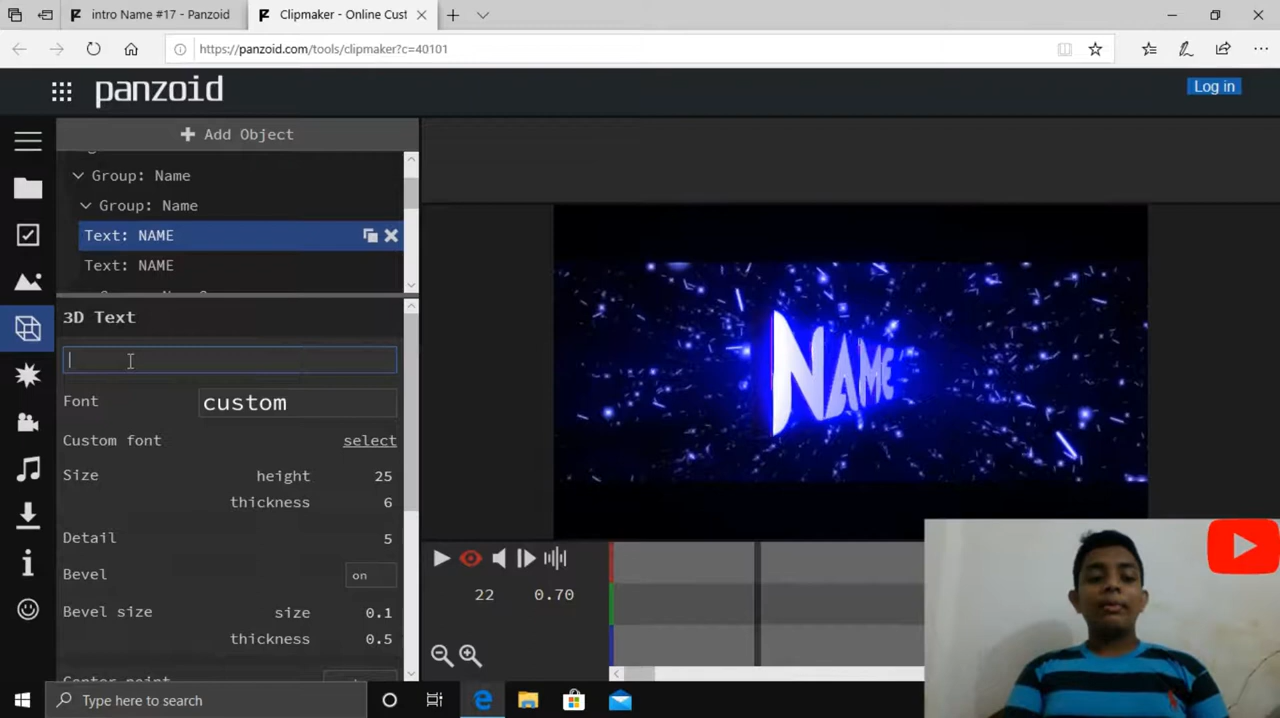 intro Name #17 - Panzoid
Clipmaker - Online Cust
https://panzoid.com/tools/clipmaker?c=40101
panzoid
Log in
Add Object
Group: Name
Group: Name
Text: NAME
Text: NAME
3D Text
Font custom
Custom font select
Size height 25
thickness 6
Detail 5
Bevel on
Bevel size size 0.1
thickness 0.5
NAME
22 0.70
Type here to search